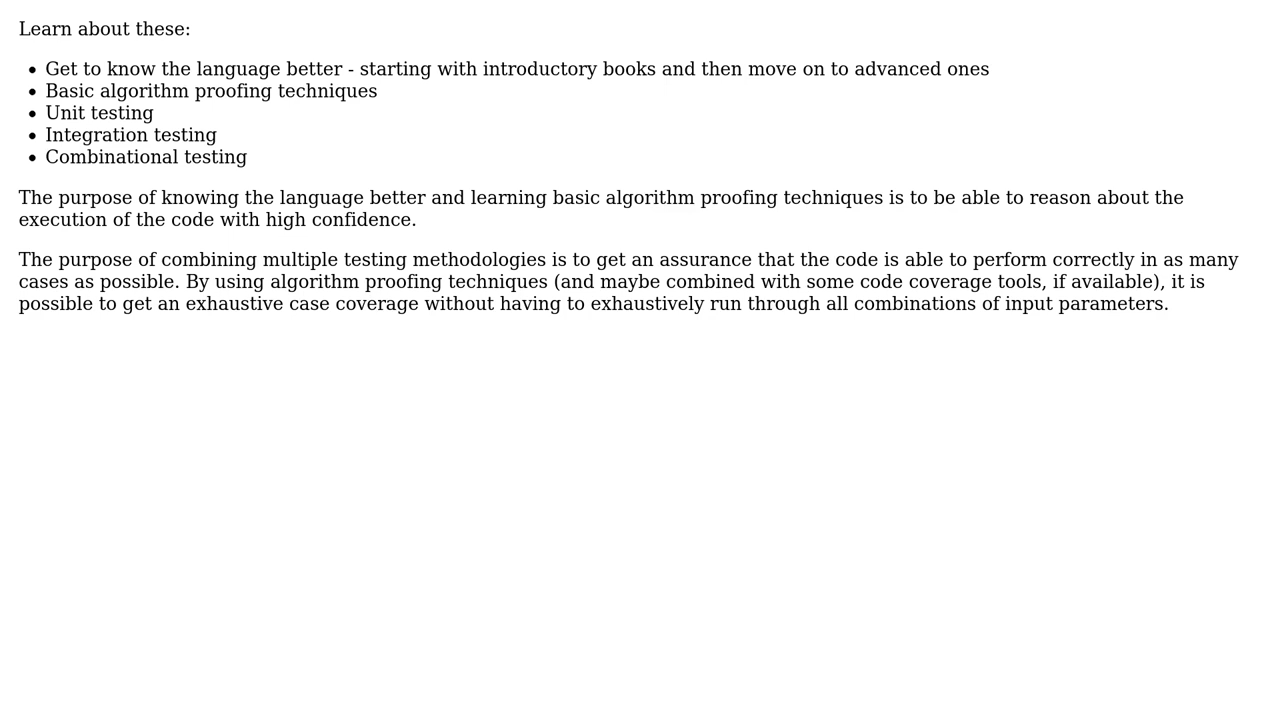 Learn about these:
• Get to know the language better - starting with introductory books and then move on to advanced ones
• Basic algorithm proofing techniques
• Unit testing
• Integration testing
• Combinational testing
The purpose of knowing the language better and learning basic algorithm proofing techniques is to be able to reason about the
execution of the code with high confidence.
The purpose of combining multiple testing methodologies is to get an assurance that the code is able to perform correctly in as many
cases as possible. By using algorithm proofing techniques (and maybe combined with some code coverage tools, if available), it is
possible to get an exhaustive case coverage without having to exhaustively run through all combinations of input parameters.